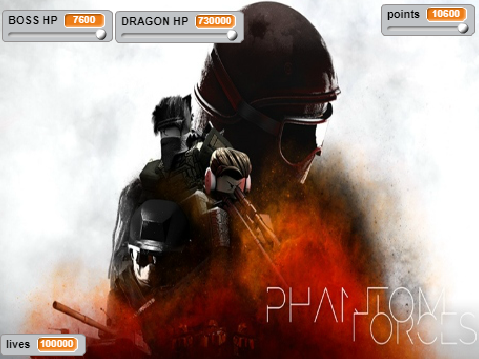 BOSS HP 7600
DRAGON HP 730000
points 10600
PHANTOM
FORCES
lives 100000